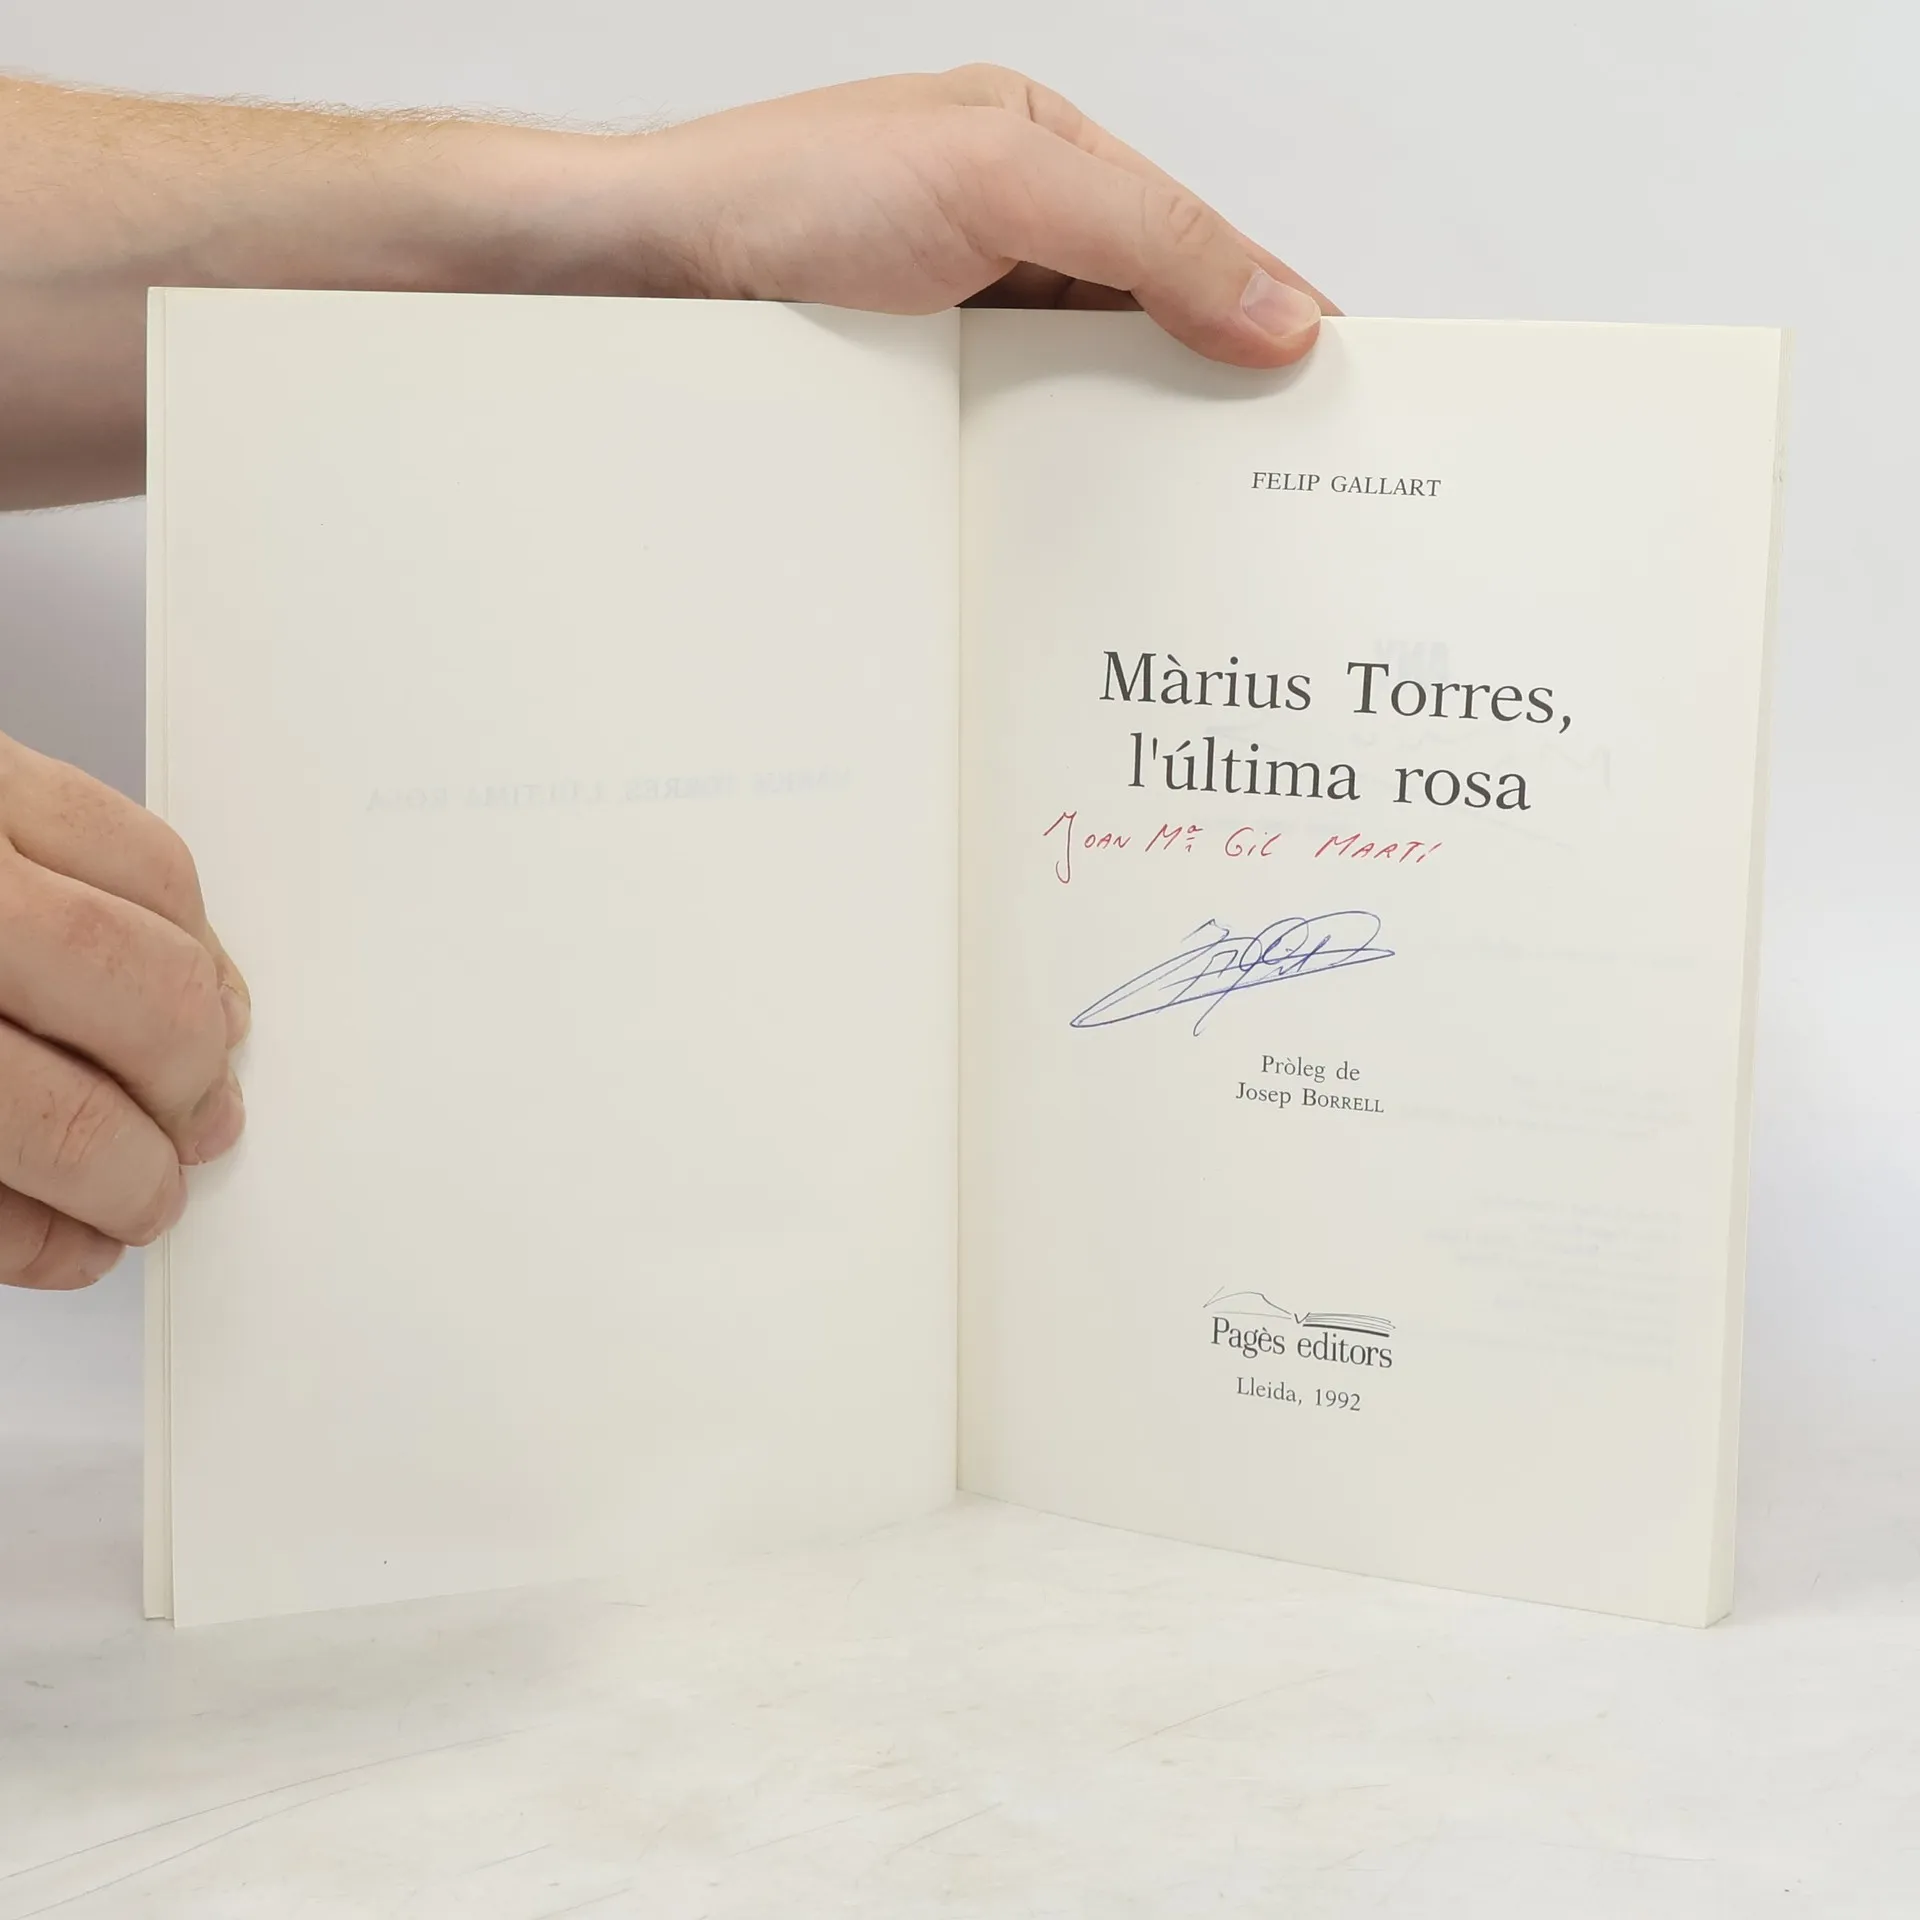 FELIP GALLART
Màrius Torres,
l'última rosa
JOAN Mª GIL MARTÍ
Pròleg de
Josep BORRELL
Pagès editors
Lleida, 1992